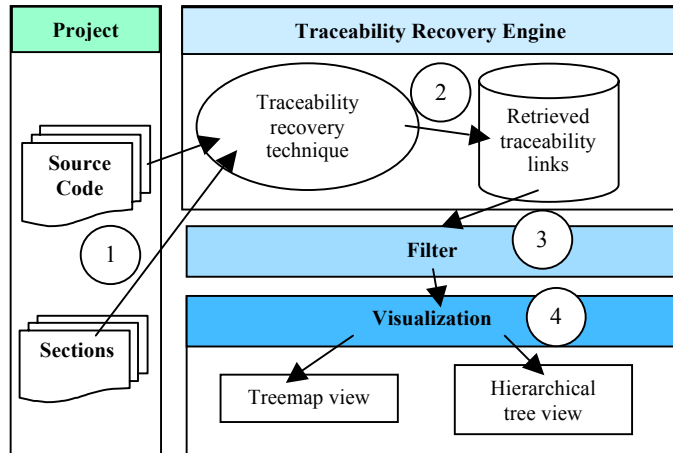 Project
Source
Code
1
Sections
Traceability Recovery Engine
Traceability
recovery
technique
2
Retrieved
traceability
links
3
Filter
Visualization
4
Treemap view
Hierarchical
tree view